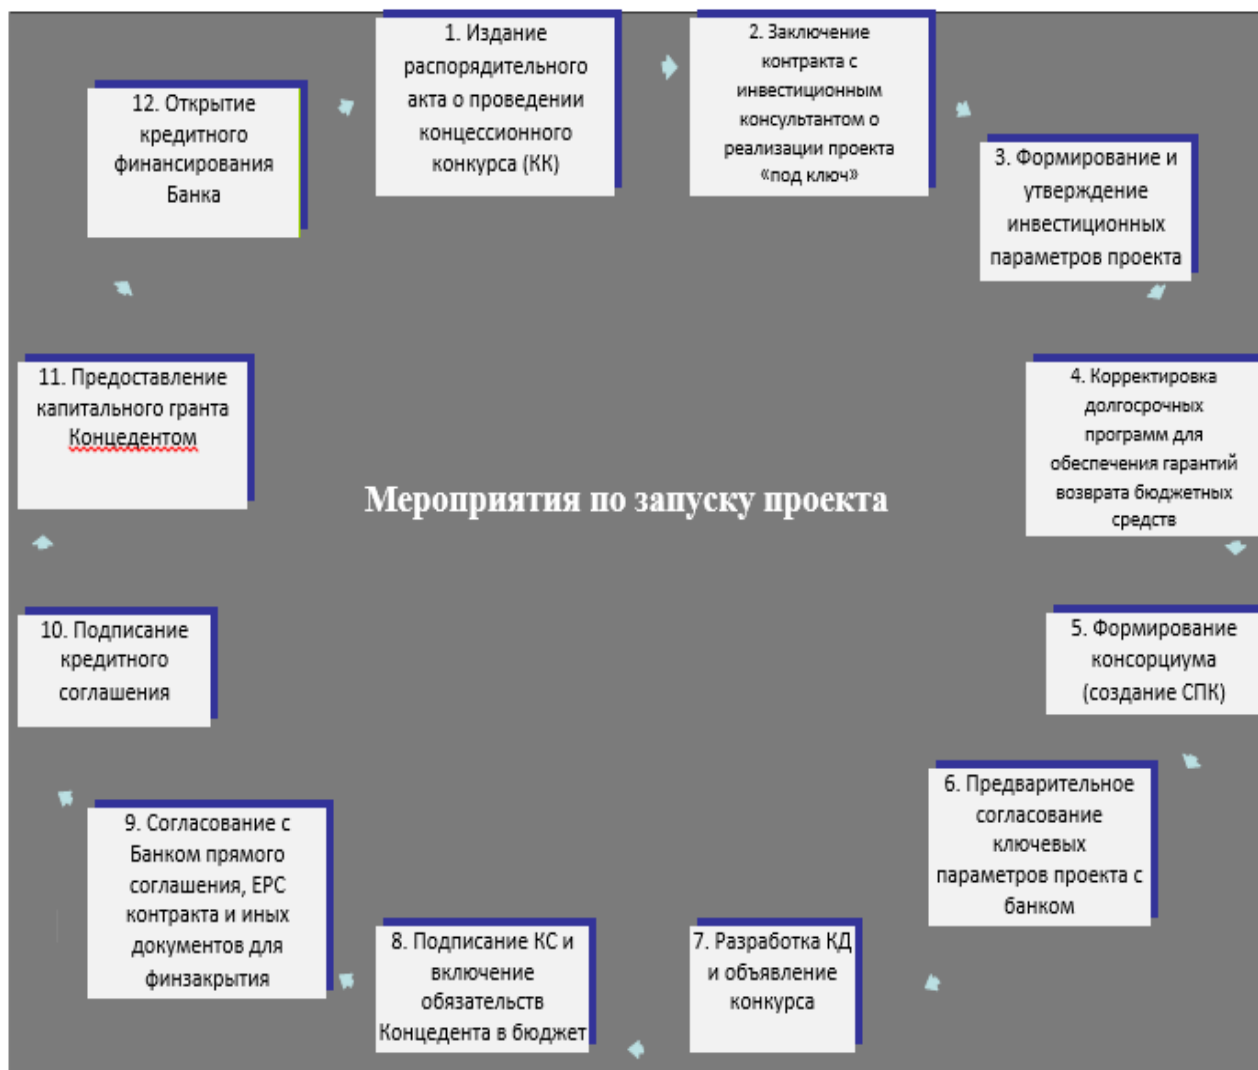 1. Издание
распорядительного
акта о проведении
концессионного
конкурса (КК)
2. Заключение
контракта с
инвестиционным
консультантом о
реализации проекта
«под ключ»
3. Формирование и
утверждение
инвестиционных
параметров проекта
4. Корректировка
долгосрочных
программ для
обеспечения гарантий
возврата бюджетных
средств
5. Формирование
консорциума
(создание СПК)
6. Предварительное
согласование
ключевых
параметров проекта с
банком
7. Разработка КД
и объявление
конкурса
8. Подписание КС и
включение
обязательств
Концедента в бюджет
9. Согласование с
Банком прямого
соглашения, EPC
контракта и иных
документов для
финзакрытия
10. Подписание
кредитного
соглашения
11. Предоставление
капитального гранта
Концедентом
12. Открытие
кредитного
финансирования
Банка
Мероприятия по запуску проекта